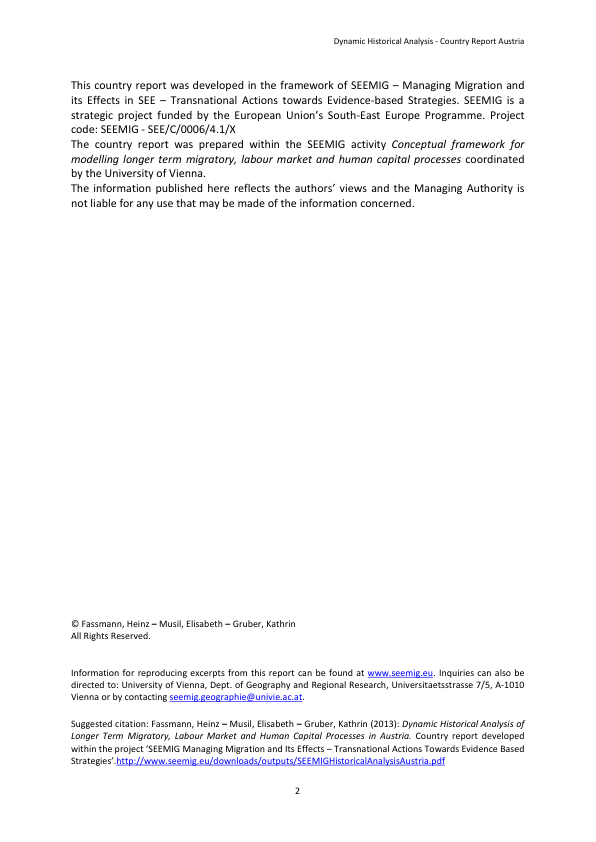 Dynamic Historical Analysis - Country Report Austria
This country report was developed in the framework of SEEMIG – Managing Migration and
its Effects in SEE – Transnational Actions towards Evidence-based Strategies. SEEMIG is a
strategic project funded by the European Union’s South-East Europe Programme. Project
code: SEEMIG - SEE/C/0006/4.1/X
The country report was prepared within the SEEMIG activity Conceptual framework for
modelling longer term migratory, labour market and human capital processes coordinated
by the University of Vienna.
The information published here reflects the authors’ views and the Managing Authority is
not liable for any use that may be made of the information concerned.
© Fassmann, Heinz – Musil, Elisabeth – Gruber, Kathrin
All Rights Reserved.
Information for reproducing excerpts from this report can be found at www.seemig.eu. Inquiries can also be
directed to: University of Vienna, Dept. of Geography and Regional Research, Universitaetsstrasse 7/5, A-1010
Vienna or by contacting seemig.geographie@univie.ac.at.
Suggested citation: Fassmann, Heinz – Musil, Elisabeth – Gruber, Kathrin (2013): Dynamic Historical Analysis of
Longer Term Migratory, Labour Market and Human Capital Processes in Austria. Country report developed
within the project ‘SEEMIG Managing Migration and Its Effects – Transnational Actions Towards Evidence Based
Strategies’.http://www.seemig.eu/downloads/outputs/SEEMIGHistoricalAnalysisAustria.pdf
2